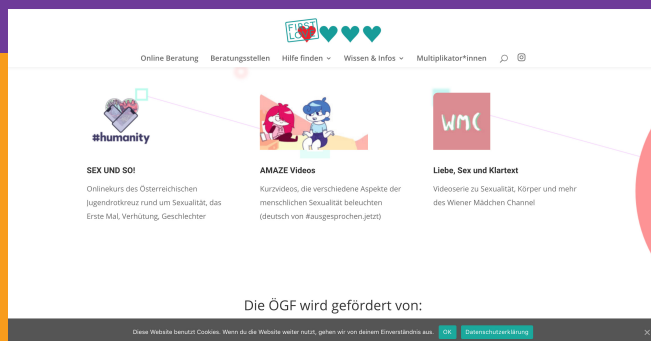 FIRST
LOVE
Online Beratung Beratungsstellen Hilfe finden Wissen & Infos Multiplikator*innen
#humanity
WMC
SEX UND SO!
Onlinekurs des Österreichischen
Jugendrotkreuz rund um Sexualität, das
Erste Mal, Verhütung, Geschlechter
AMAZE Videos
Kurzvideos, die verschiedene Aspekte der
menschlichen Sexualität beleuchten
(deutsch von #ausgesprochen.jetzt)
Liebe, Sex und Klartext
Videoserie zu Sexualität, Körper und mehr
des Wiener Mädchen Channel
Die ÖGF wird gefördert von:
Diese Website benutzt Cookies. Wenn du die Website weiter nutzt, gehen wir von deinem Einverständnis aus. OK Datenschutzerklärung